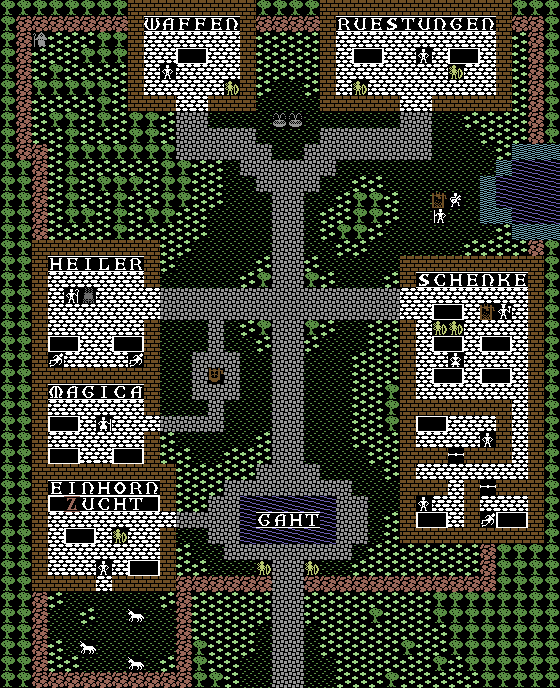 WAFFEN
RUESTUNGEN
HEILER
SCHENKE
MAGICA
EINHORN
ZUCHT
GAHT